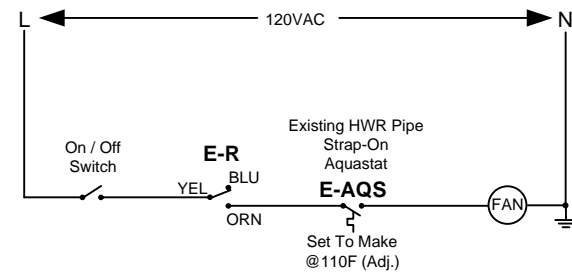 L 120VAC N
On / Off
Switch
E-R
YEL
BLU
ORN
Existing HWR Pipe
Strap-On
Aquastat
E-AQS
Set To Make
@110F (Adj.)
FAN